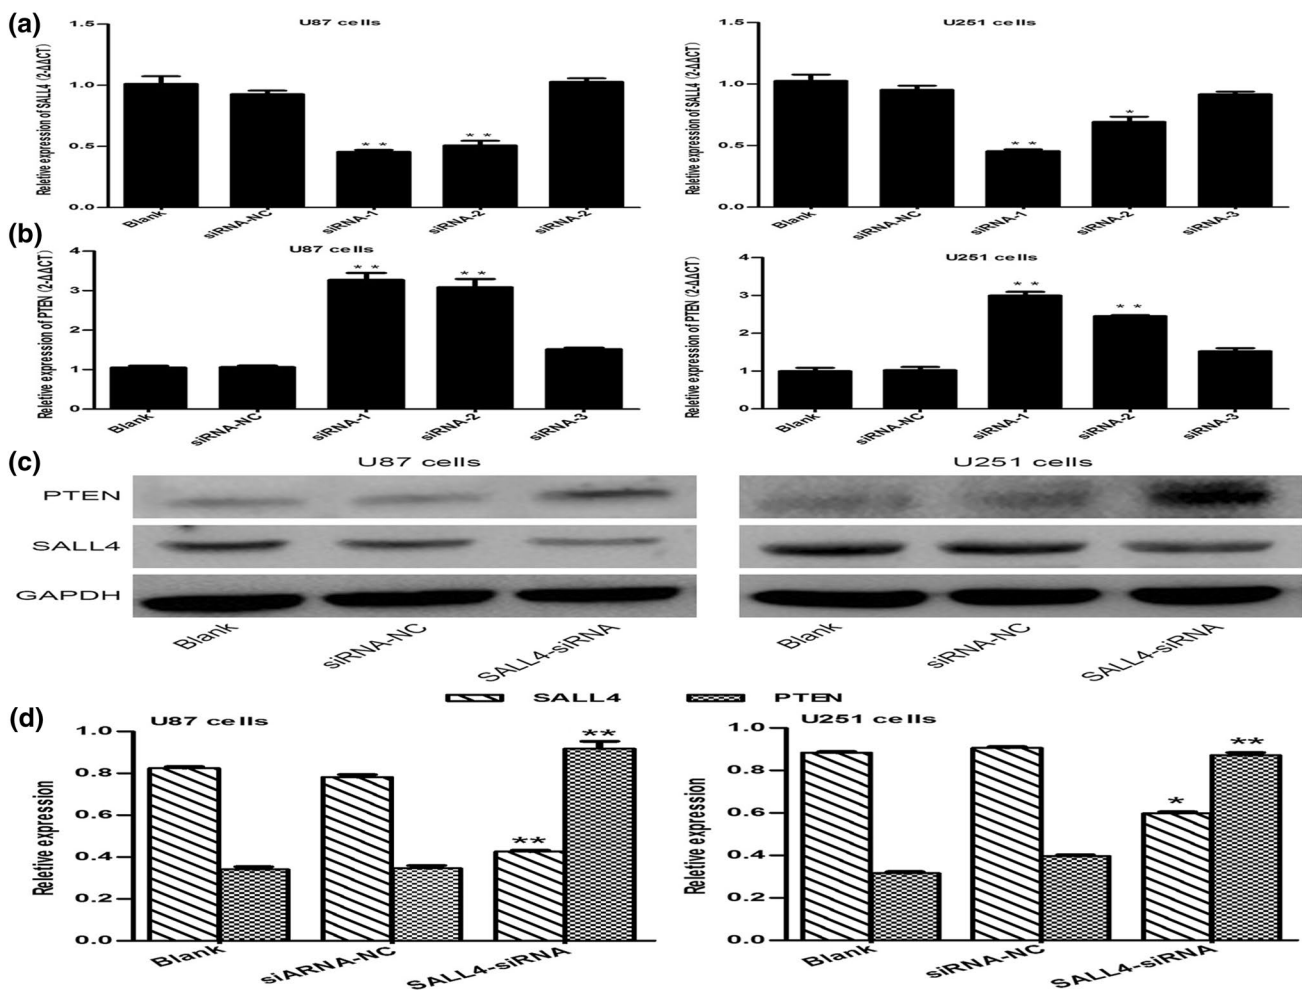 (a)
U87 cells
Reletive expression of SALL4 (2-ΔΔCT)
1.5
1.0
0.5
0.0
* *
* *
Blank
siRNA-NC
siRNA-1
siRNA-2
siRNA-2
U251 cells
Reletive expression of SALL4 (2-ΔΔCT)
1.5
1.0
0.5
0.0
* *
*
Blank
siRNA-NC
siRNA-1
siRNA-2
siRNA-3
(b)
U87 cells
Reletive expression of PTEN (2-ΔΔCT)
4
3
2
1
0
* *
* *
Blank
siRNA-NC
siRNA-1
siRNA-2
siRNA-3
U251 cells
Reletive expression of PTEN (2-ΔΔCT)
4
3
2
1
0
* *
* *
Blank
siRNA-NC
siRNA-1
siRNA-2
siRNA-3
(c)
U87 cells
U251 cells
PTEN
SALL4
GAPDH
Blank
siRNA-NC
SALL4-siRNA
Blank
siRNA-NC
SALL4-siRNA
SALL4
PTEN
(d)
U87 cells
Reletive expression
1.0
0.8
0.6
0.4
0.2
0.0
**
**
Blank
siARNA-NC
SALL4-siRNA
U251 cells
Reletive expression
1.0
0.8
0.6
0.4
0.2
0.0
*
**
Blank
siRNA-NC
SALL4-siRNA